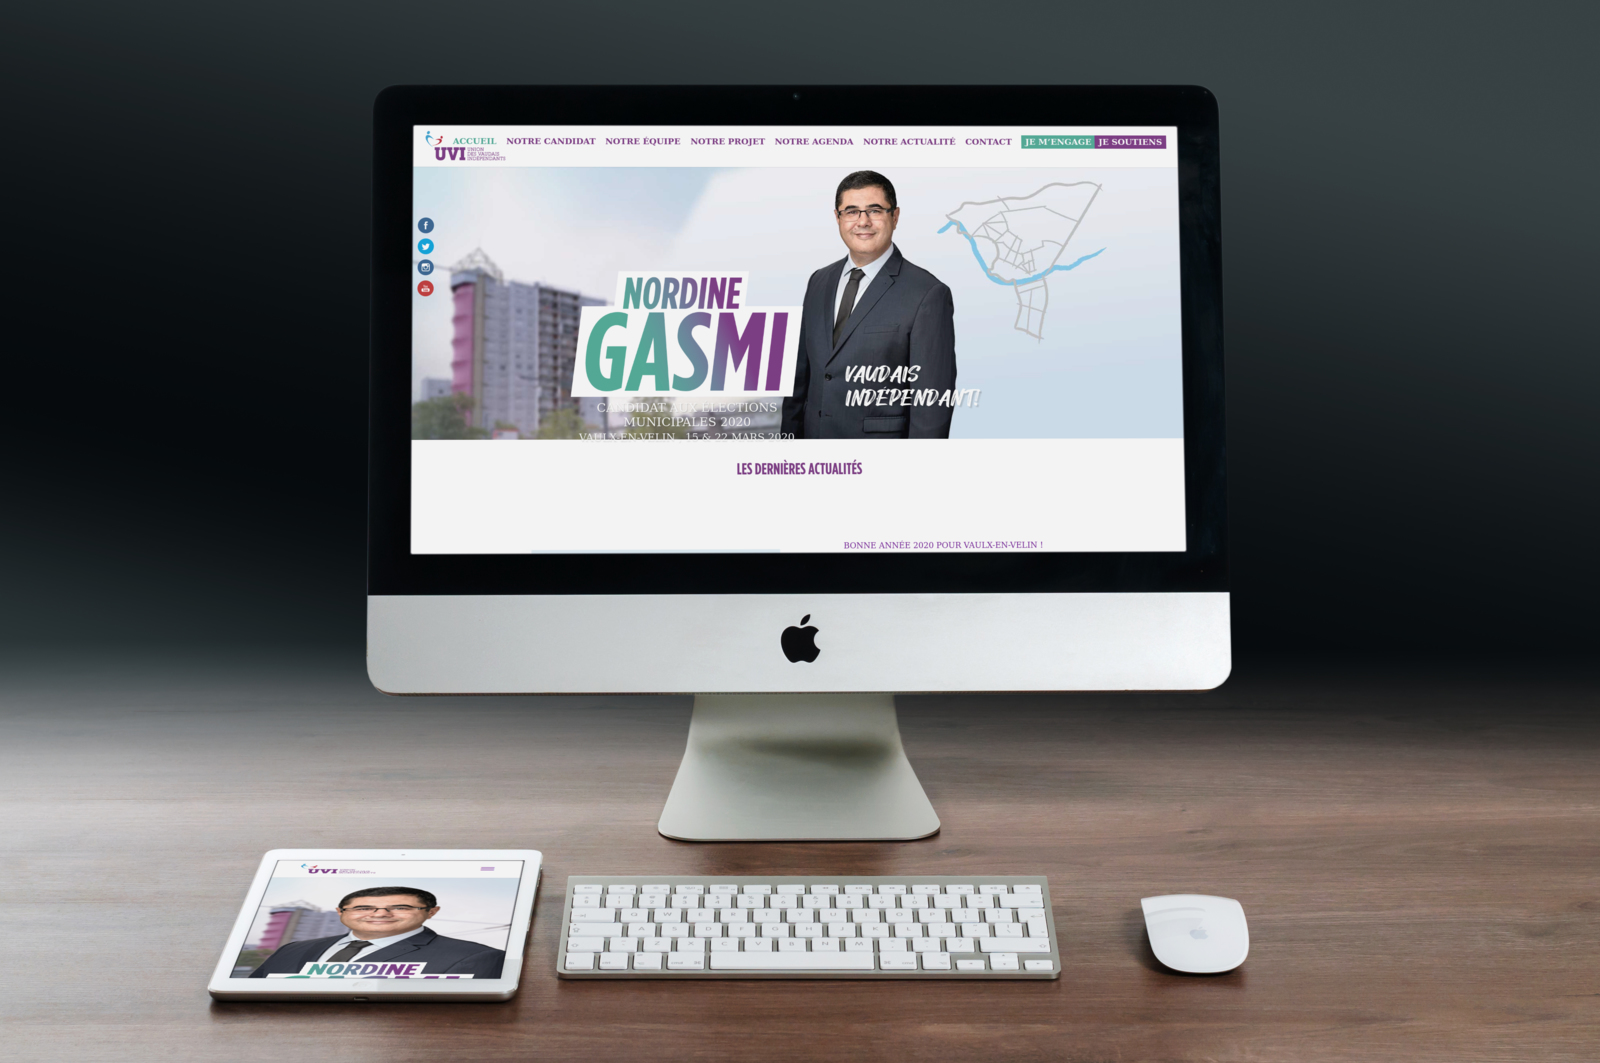 ACCUEIL NOTRE CANDIDAT NOTRE ÉQUIPE NOTRE PROJET NOTRE AGENDA NOTRE ACTUALITÉ CONTACT JE M'ENGAGE JE SOUTIENS
UVI UNION
DES VAUDAIS
INDÉPENDANTS
NORDINE
GASMI
CANDIDAT AUX ÉLECTIONS
MUNICIPALES 2020
VAULX-EN-VELIN 15 & 22 MARS 2020
VAUDAIS
INDÉPENDANT!
LES DERNIÈRES ACTUALITÉS
BONNE ANNÉE 2020 POUR VAULX-EN-VELIN !
UVI
NORDINE